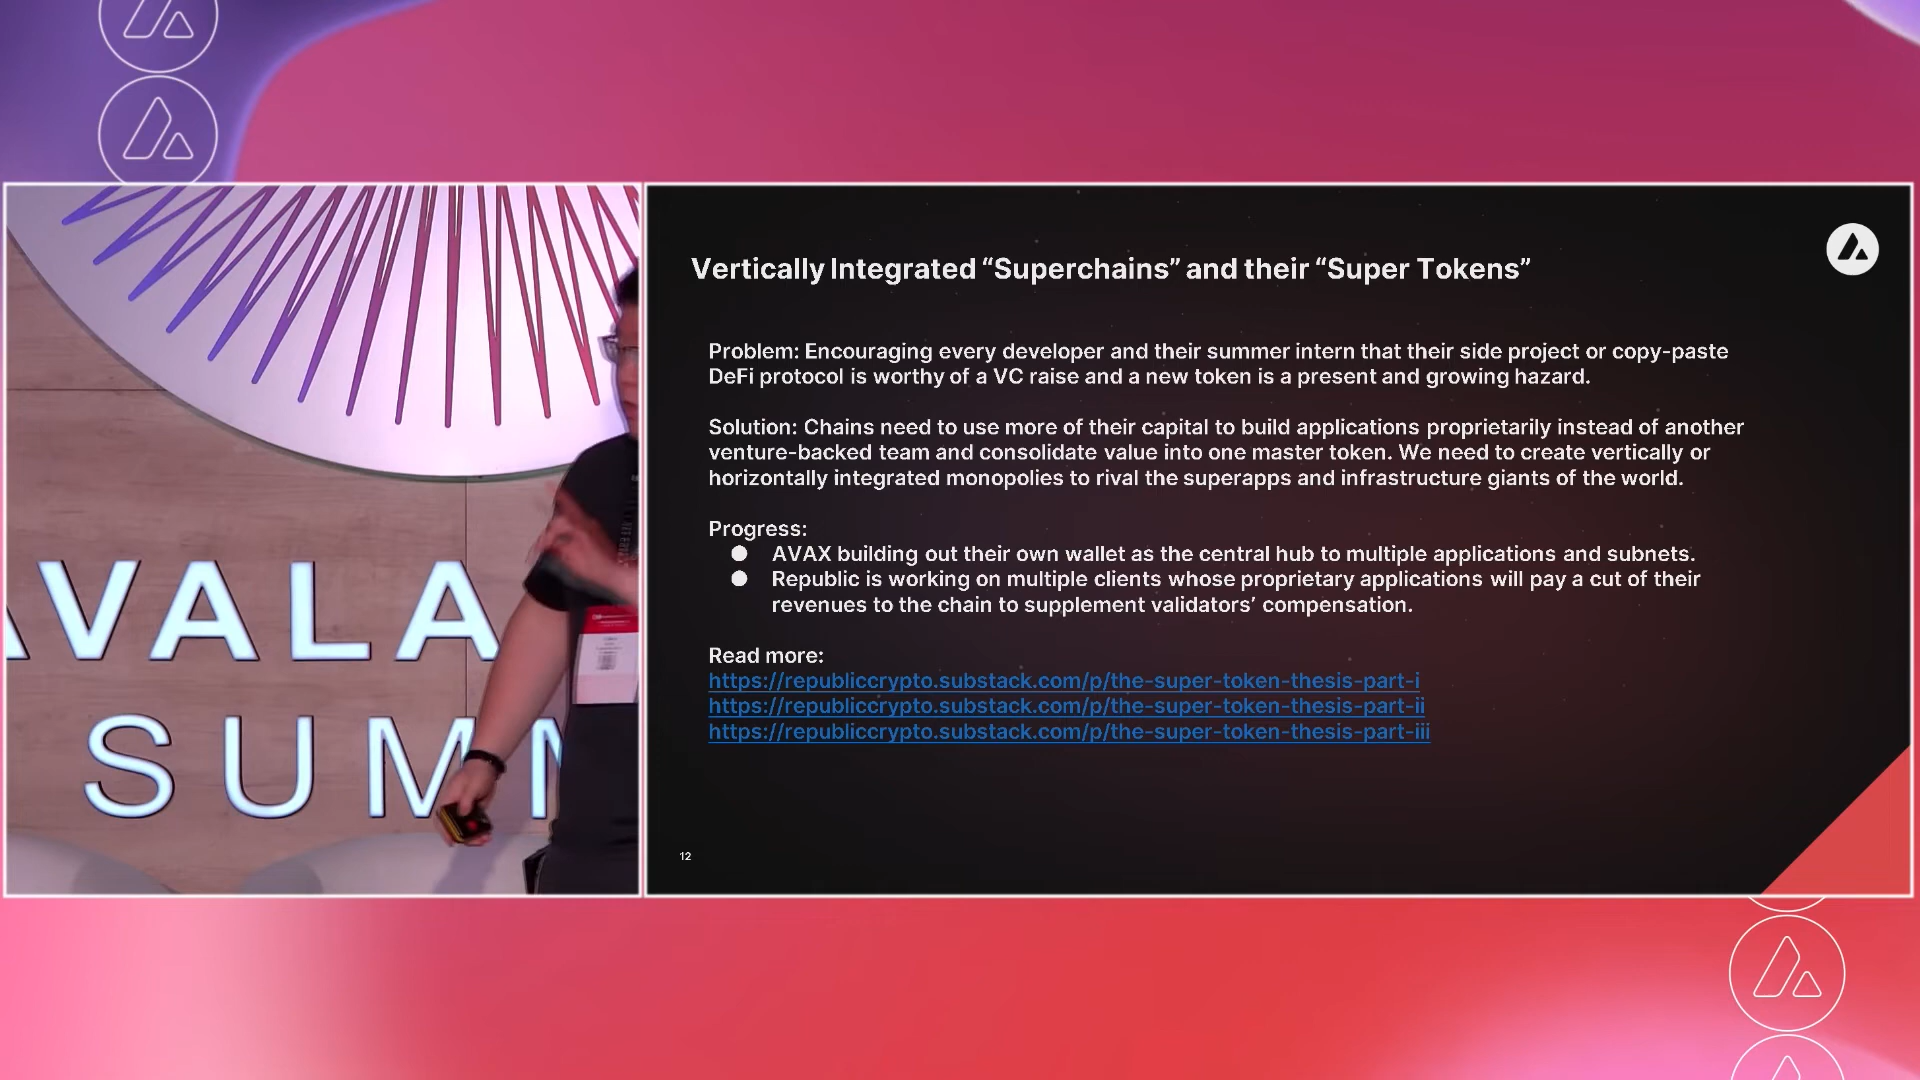 AVALA
SUMM
Vertically Integrated “Superchains” and their “Super Tokens”
Problem: Encouraging every developer and their summer intern that their side project or copy-paste
DeFi protocol is worthy of a VC raise and a new token is a present and growing hazard.
Solution: Chains need to use more of their capital to build applications proprietarily instead of another
venture-backed team and consolidate value into one master token. We need to create vertically or
horizontally integrated monopolies to rival the superapps and infrastructure giants of the world.
Progress:
● AVAX building out their own wallet as the central hub to multiple applications and subnets.
● Republic is working on multiple clients whose proprietary applications will pay a cut of their
revenues to the chain to supplement validators’ compensation.
Read more:
https://republiccrypto.substack.com/p/the-super-token-thesis-part-i
https://republiccrypto.substack.com/p/the-super-token-thesis-part-ii
https://republiccrypto.substack.com/p/the-super-token-thesis-part-iii
12